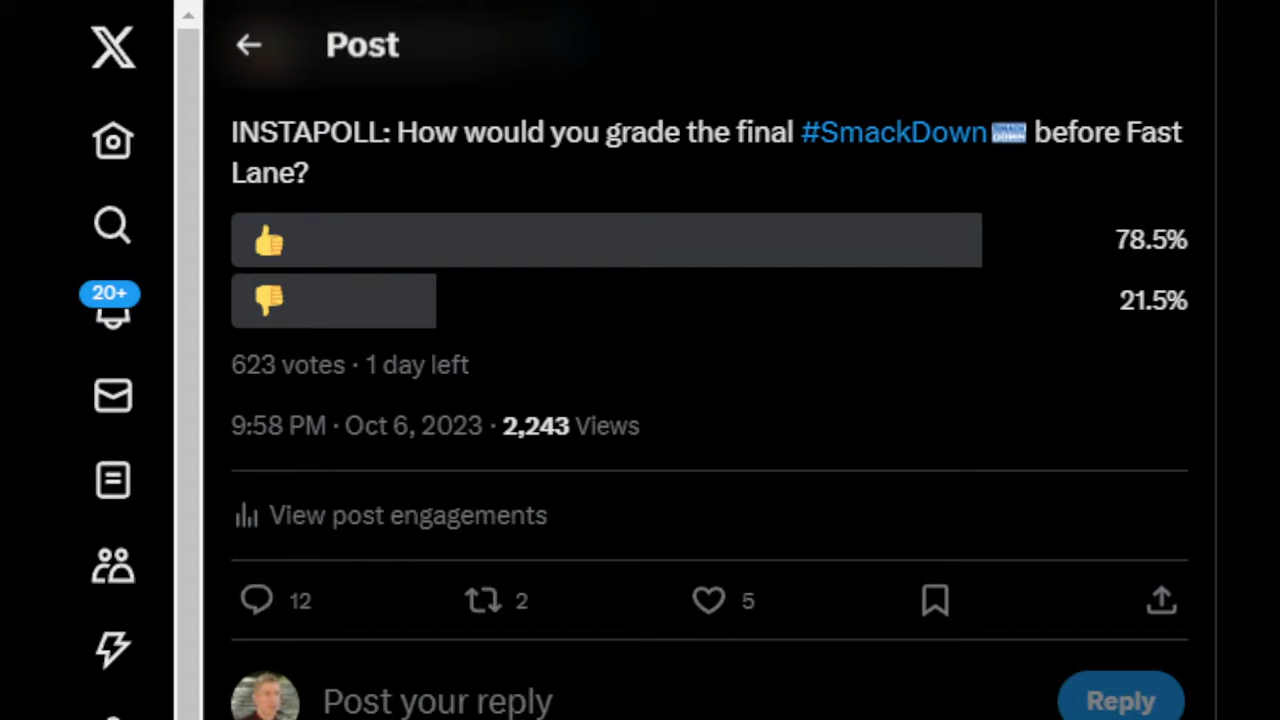 Post
INSTAPOLL: How would you grade the final #SmackDown before Fast
Lane?
78.5%
21.5%
623 votes · 1 day left
9:58 PM · Oct 6, 2023 · 2,243 Views
View post engagements
12 2 5
20+
Post your reply
Reply